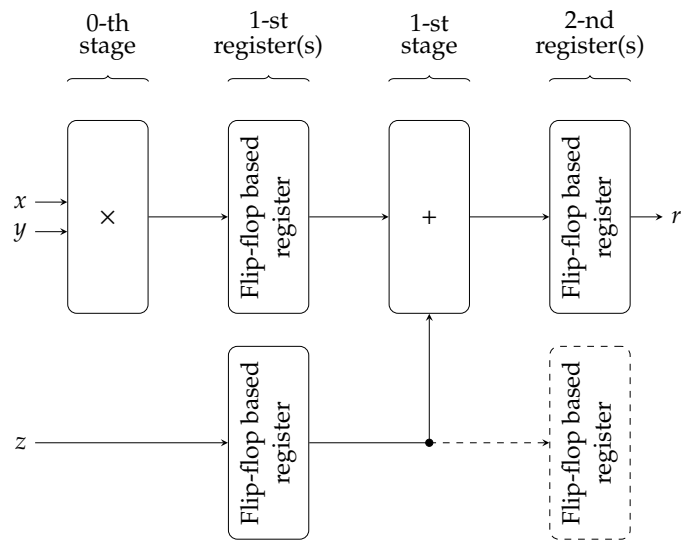 0-th
stage
1-st
register(s)
1-st
stage
2-nd
register(s)
x
y
×
Flip-flop based
register
+
Flip-flop based
register
r
z
Flip-flop based
register
Flip-flop based
register